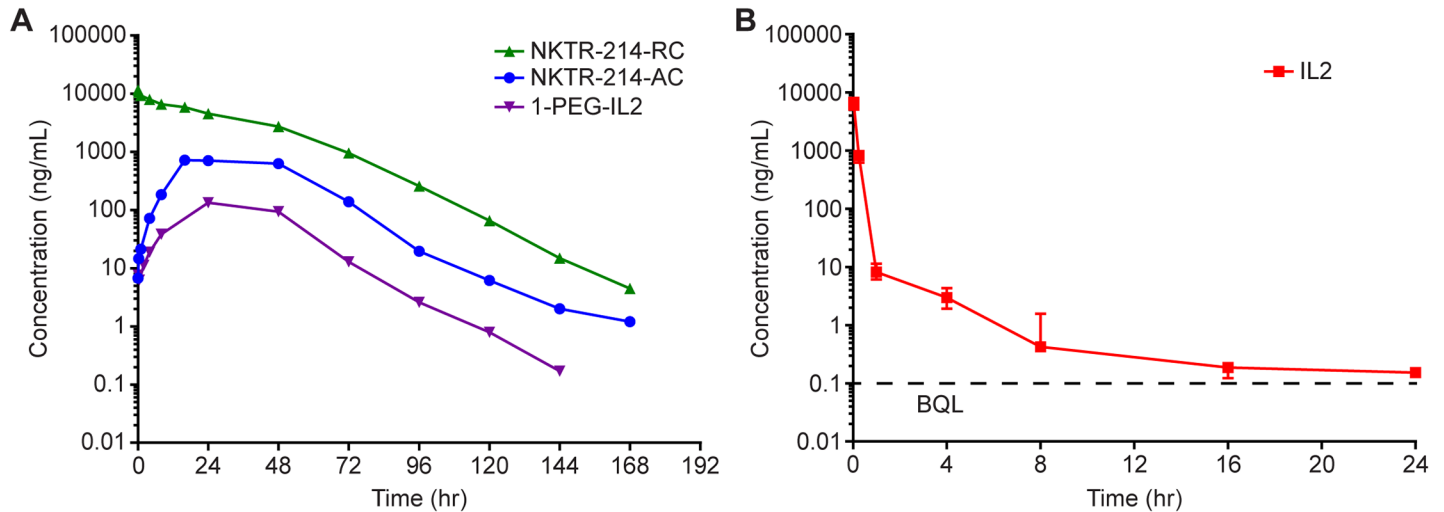 A
Concentration (ng/mL)
100000
10000
1000
100
10
1
0.1
0.01
NKTR-214-RC
NKTR-214-AC
1-PEG-IL2
0 24 48 72 96 120 144 168 192
Time (hr)
B
Concentration (ng/mL)
100000
10000
1000
100
10
1
0.1
0.01
IL2
BQL
0 4 8 12 16 20 24
Time (hr)